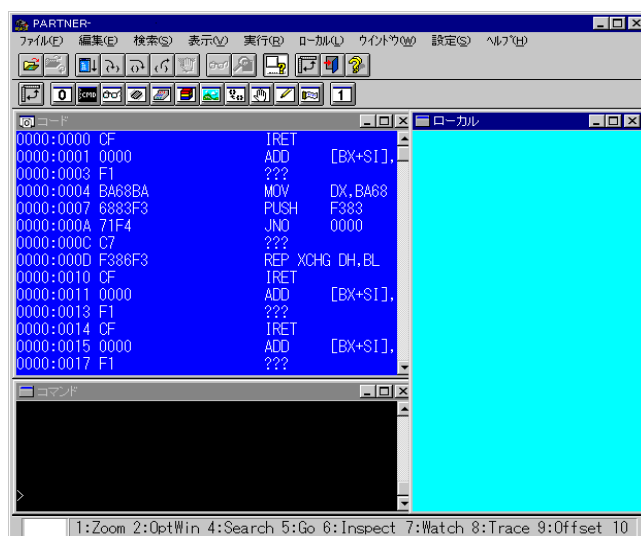 PARTNER-
ファイル(F) 編集(E) 検索(S) 表示(V) 実行(R) ローカル(L) ウインドウ(W) 設定(S) ヘルプ(H)
0 :CMD 1
コード
0000:0000 CF IRET
0000:0001 0000 ADD [BX+SI],
0000:0003 F1 ???
0000:0004 BA68BA MOV DX,BA68
0000:0007 6883F3 PUSH F383
0000:000A 71F4 JNO 0000
0000:000C C7 ???
0000:000D F386F3 REP XCHG DH,BL
0000:0010 CF IRET
0000:0011 0000 ADD [BX+SI],
0000:0013 F1 ???
0000:0014 CF IRET
0000:0015 0000 ADD [BX+SI],
0000:0017 F1 ???
ローカル
コマンド
>
1:Zoom 2:OptWin 4:Search 5:Go 6:Inspect 7:Watch 8:Trace 9:Offset 10